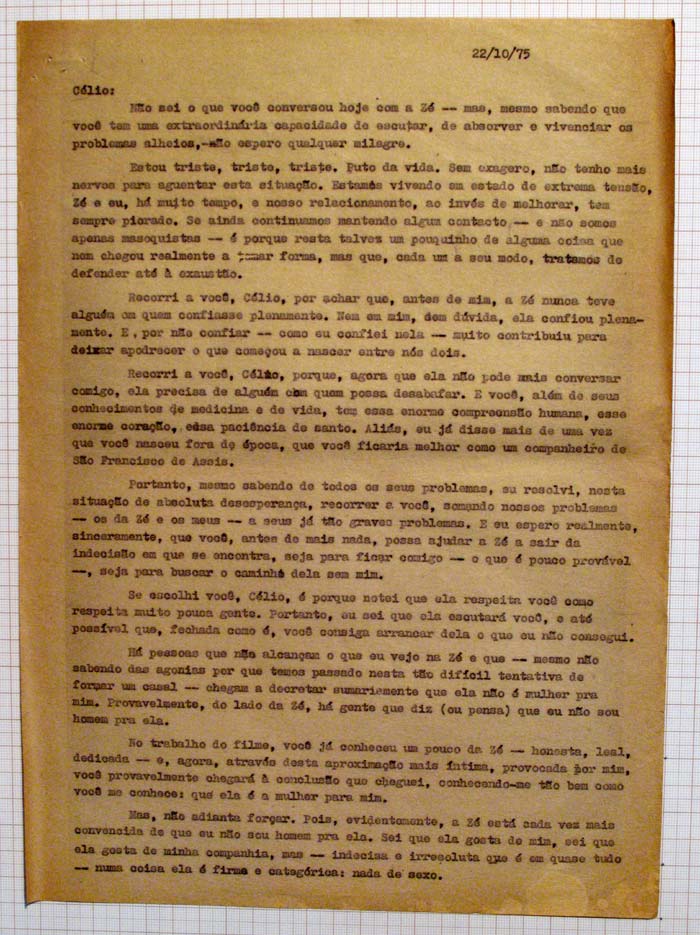 22/10/75
Célio:
Não sei o que você conversou hoje com a Zé -- mas, mesmo sabendo que
você tem uma extraordinária capacidade de escutar, de absorver e vivenciar os
problemas alheios, não espero qualquer milagre.
Estou triste, triste, triste. Puto da vida. Sem exagero, não tenho mais
nervos para aguentar esta situação. Estamos vivendo em estado de extrema tensão,
Zé e eu, há muito tempo, e nosso relacionamento, ao invés de melhorar, tem
sempre piorado. Se ainda continuamos mantendo algum contacto -- e não somos
apenas masoquistas -- é porque resta talvez um pouquinho de alguma coisa que
nem chegou realmente a tomar forma, mas que, cada um a seu modo, tratamos de
defender até à exaustão.
Recorri a você, Célio, por achar que, antes de mim, a Zé nunca teve
alguém em quem confiasse plenamente. Nem em mim, sem dúvida, ela confiou plena-
mente. E, por não confiar -- como eu confiei nela -- muito contribuiu para
deixar apodrecer o que começou a nascer entre nós dois.
Recorri a você, Célio, porque, agora que ela não pode mais conversar
comigo, ela precisa de alguém com quem possa desabafar. E você, além de seus
conhecimentos de medicina e de vida, tem essa enorme compreensão humana, esse
enorme coração, essa paciência de santo. Aliás, eu já disse mais de uma vez
que você nasceu fora de época, que você ficaria melhor como um companheiro de
São Francisco de Assis.
Portanto, mesmo sabendo de todos os seus problemas, eu resolvi, nesta
situação de absoluta desesperança, recorrer a você, somando nossos problemas
-- os da Zé e os meus -- a seus já tão graves problemas. E eu espero realmente,
sinceramente, que você, antes de mais nada, possa ajudar a Zé a sair da
indecisão em que se encontra, seja para ficar comigo -- o que é pouco provável
--, seja para buscar o caminho dela sem mim.
Se escolhi você, Célio, é porque notei que ela respeita você como
respeita muito pouca gente. Portanto, eu sei que ela escutará você, e até
possível que, fechada como é, você consiga arrancar dela o que eu não consegui.
Há pessoas que não alcançam o que eu vejo na Zé e que -- mesmo não
sabendo das agonias por que temos passado nesta tão difícil tentativa de
formar um casal -- chegam a decretar sumariamente que ela não é mulher pra
mim. Provavelmente, do lado da Zé, há gente que diz (ou pensa) que eu não sou
homem pra ela.
No trabalho do filme, você já conheceu um pouco da Zé -- honesta, leal,
dedicada -- e, agora, através desta aproximação mais íntima, provocada por mim,
você provavelmente chegará à conclusão que cheguei, conhecendo-me tão bem como
você me conhece: que ela é a mulher para mim.
Mas, não adianta forçar. Pois, evidentemente, a Zé está cada vez mais
convencida de que eu não sou homem pra ela. Sei que ela gosta de mim, sei que
ela gosta de minha companhia, mas -- indecisa e irresoluta que é em quase tudo
-- numa coisa ela é firme e categórica: nada de sexo.